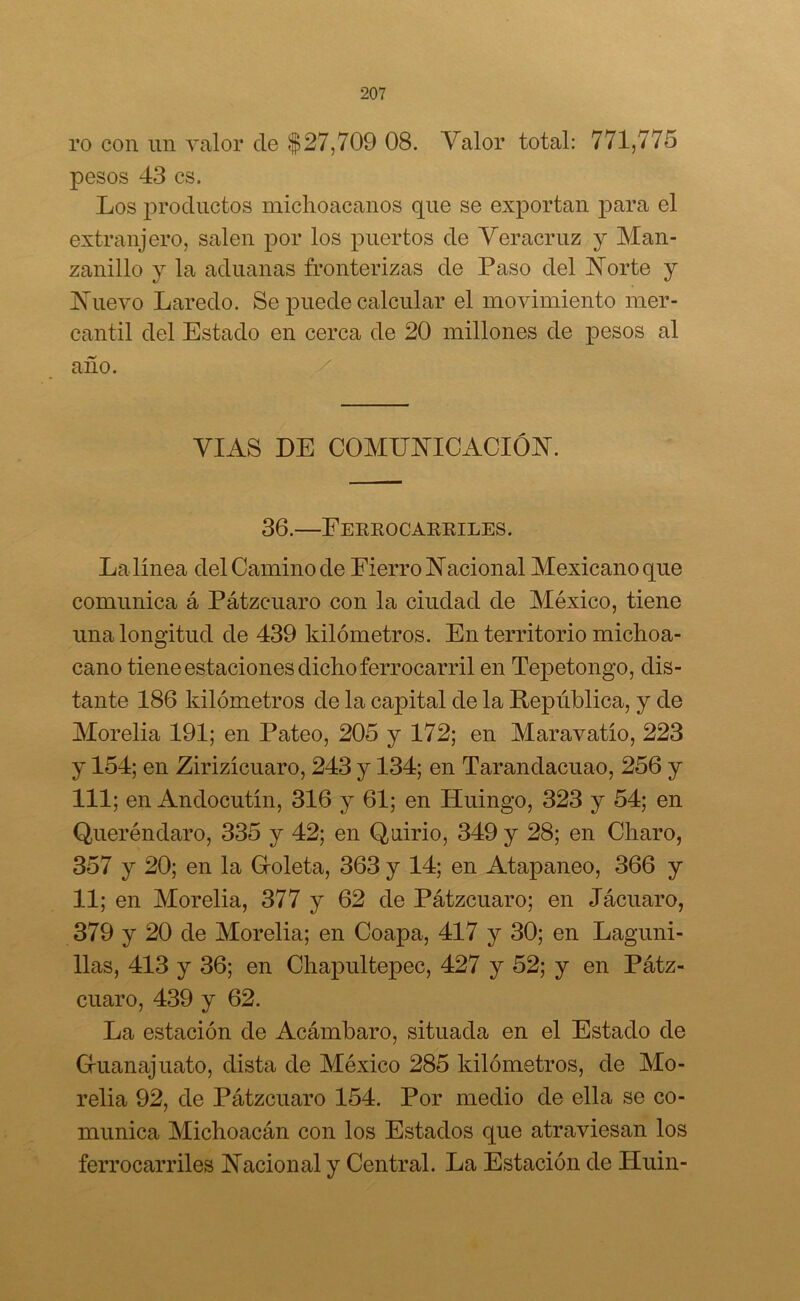 207
ro con un valor de $27,709 08. Valor total: 771,775
pesos 43 cs.
Los productos michoacanos que se exportan para el
extranjero, salen por los puertos de Veracruz y Man-
zanillo y la aduanas fronterizas de Paso del Norte y
Nuevo Laredo. Se puede calcular el movimiento mer-
cantil del Estado en cerca de 20 millones de pesos al
año.
VIAS DE COMUNICACIÓN.
36.—FERROCARRILES.
La línea del Camino de Fierro Nacional Mexicano que
comunica á Pátzcuaro con la ciudad de México, tiene
una longitud de 439 kilómetros. En territorio michoa-
cano tiene estaciones dicho ferrocarril en Tepetongo, dis-
tante 186 kilómetros de la capital de la República, y de
Morelia 191; en Pateo, 205 y 172; en Maravatío, 223
y 154; en Zirizícuaro, 243 y 134; en Tarandacuao, 256 y
111; en Andocutín, 316 y 61; en Huingo, 323 y 54; en
Queréndaro, 335 y 42; en Quirio, 349 y 28; en Charo,
357 y 20; en la Goleta, 363 y 14; en Atapaneo, 366 y
11; en Morelia, 377 y 62 de Pátzcuaro; en Jácuaro,
379 y 20 de Morelia; en Coapa, 417 y 30; en Laguni-
llas, 413 y 36; en Chapultepec, 427 y 52; y en Pátz-
cuaro, 439 y 62.
La estación de Acámbaro, situada en el Estado de
Guanajuato, dista de México 285 kilómetros, de Mo-
relia 92, de Pátzcuaro 154. Por medio de ella se co-
munica Michoacán con los Estados que atraviesan los
ferrocarriles Nacional y Central. La Estación de Huin-